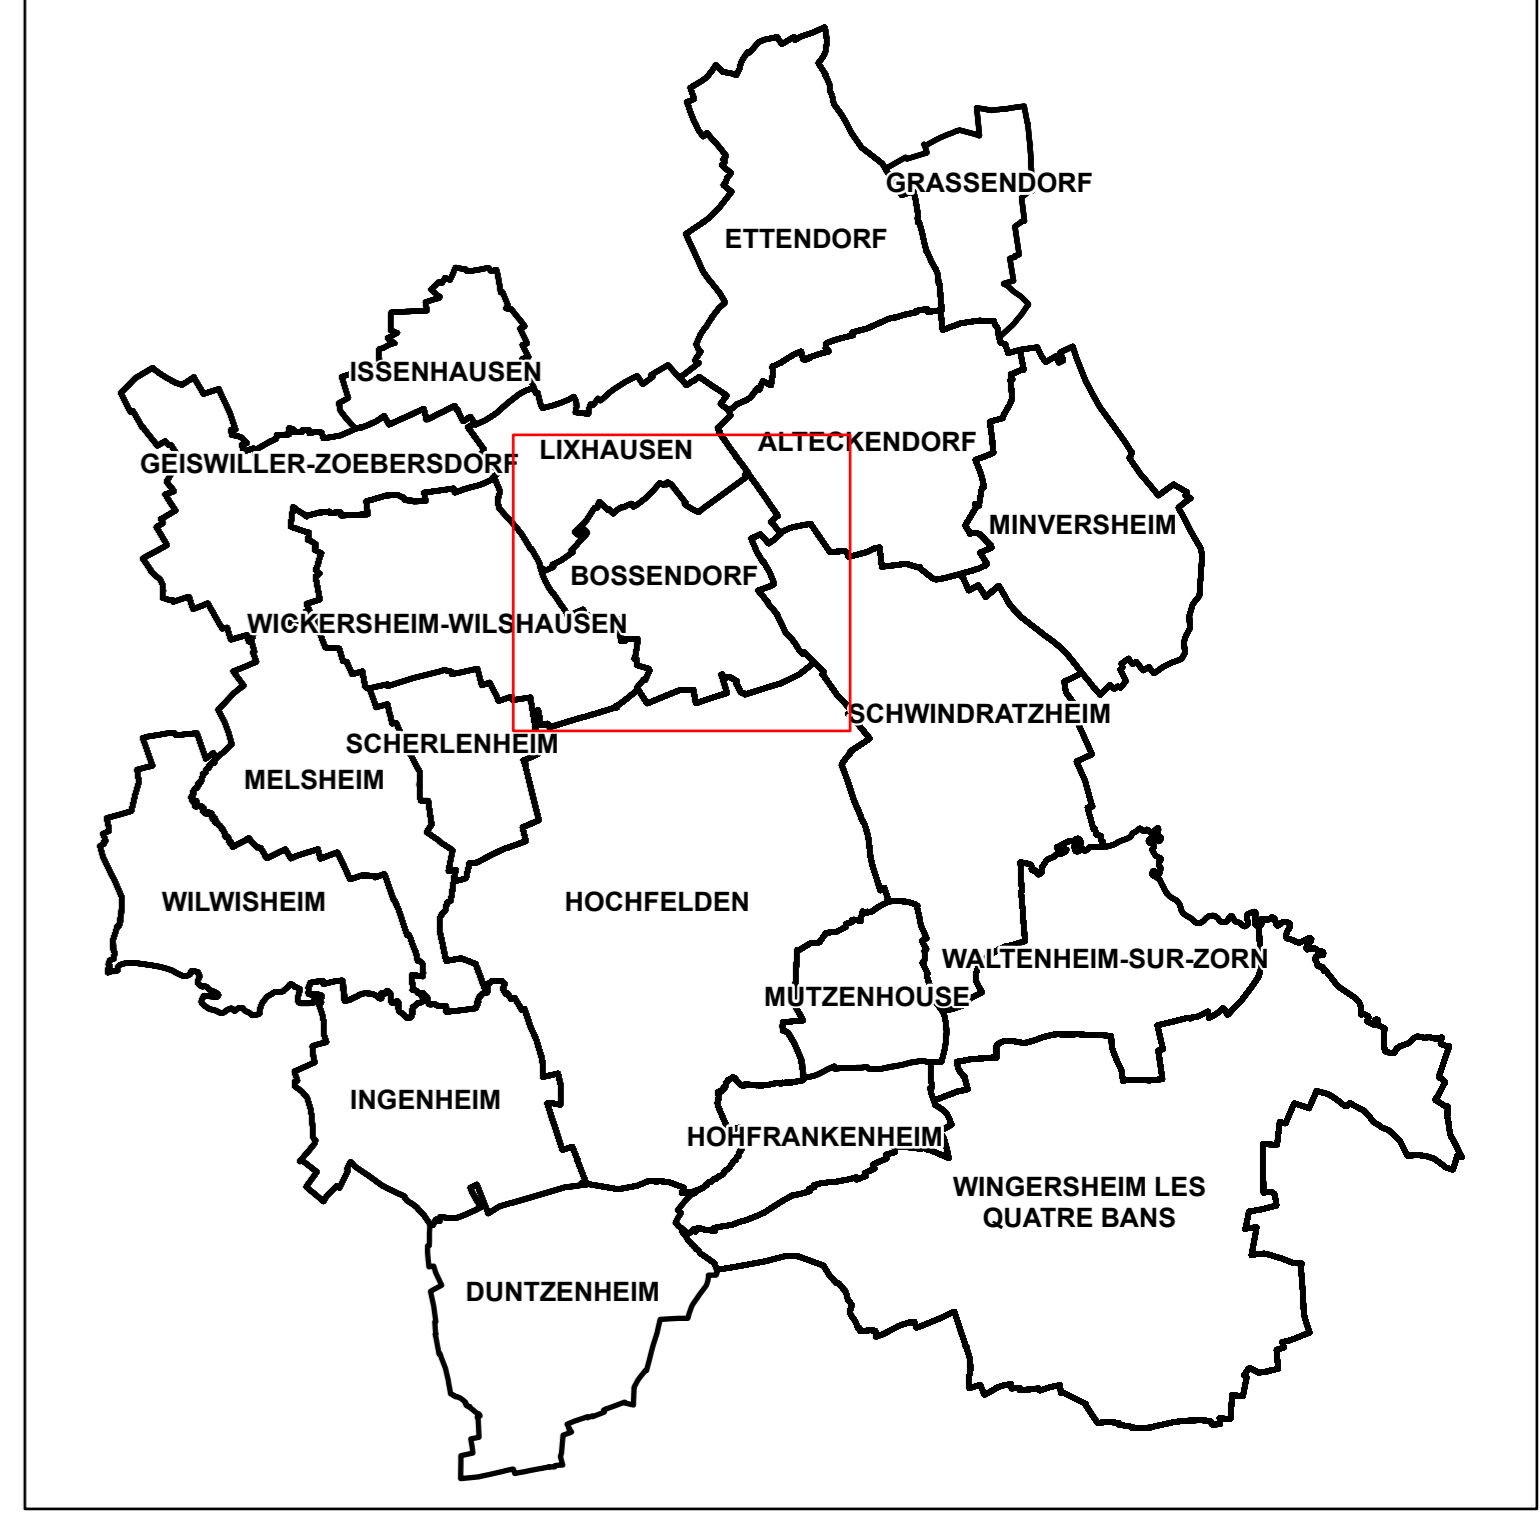 GRASSENDORF
ETTENDORF
ISSENHAUSEN
ALTECKENDORF
LIXHAUSEN
GEISWILLER-ZOEBERSDORF
MINVERSHEIM
BOSSENDORF
WICKERSHEIM-WILSHAUSEN
SCHWINDRATZHEIM
SCHERLENHEIM
MELSHEIM
WILWISHEIM
HOCHFELDEN
WALTENHEIM-SUR-ZORN
MUTZENHOUSE
INGENHEIM
HOHFRANKENHEIM
WINGERSHEIM LES
QUATRE BANS
DUNTZENHEIM